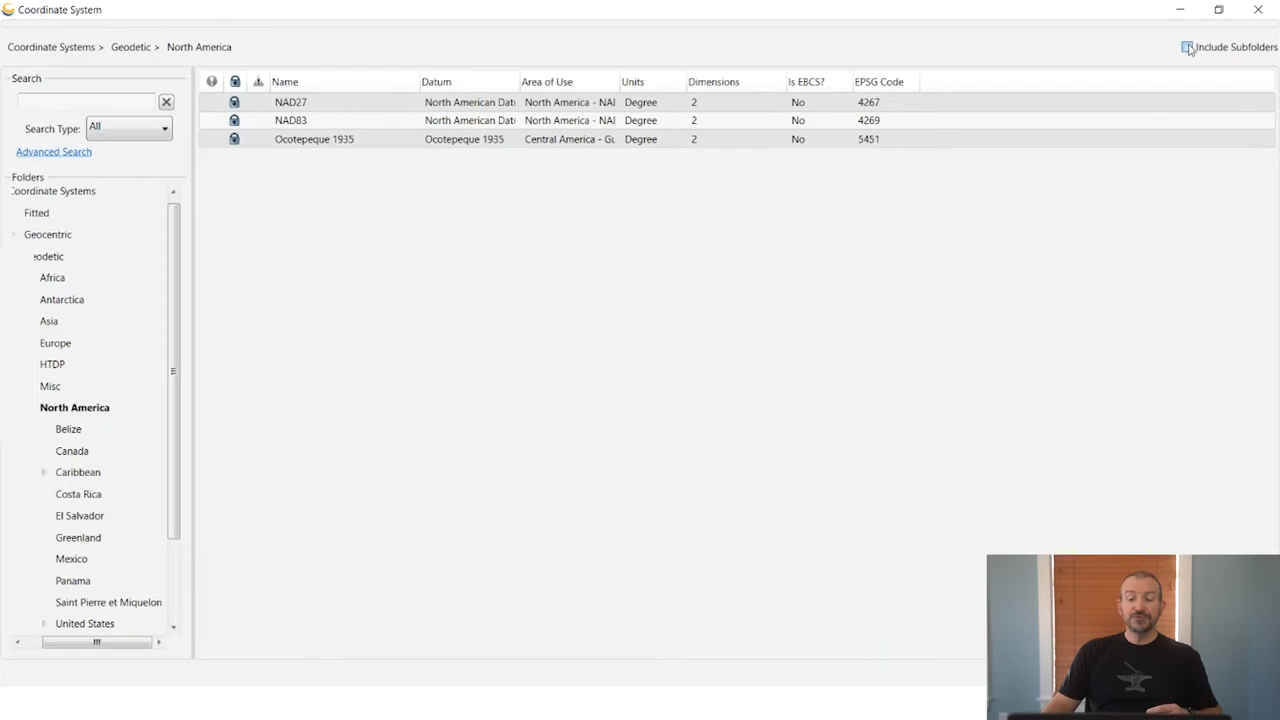 Coordinate System
Coordinate Systems > Geodetic > North America
Include Subfolders
Search
Search Type: All
Advanced Search
Folders
Coordinate Systems
Fitted
Geocentric
eodetic
Africa
Antarctica
Asia
Europe
HTDP
Misc
North America
Belize
Canada
Caribbean
Costa Rica
El Salvador
Greenland
Mexico
Panama
Saint Pierre et Miquelon
United States
Name Datum Area of Use Units Dimensions Is EBCS? EPSG Code
NAD27 North American Dat North America - NAI Degree 2 No 4267
NAD83 North American Dat North America - NAI Degree 2 No 4269
Ocotepeque 1935 Ocotepeque 1935 Central America - Gu Degree 2 No 5451